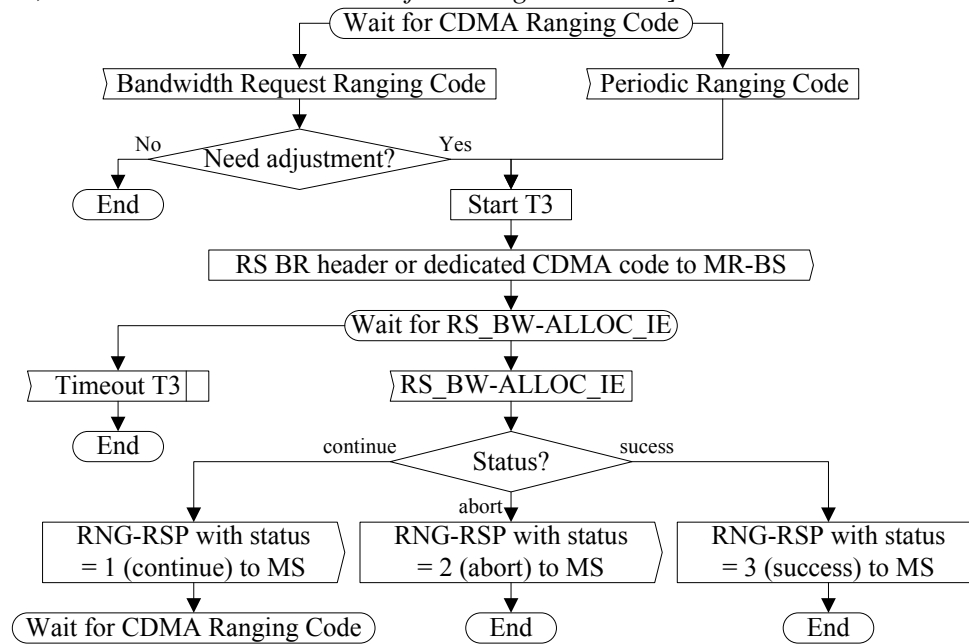 Wait for CDMA Ranging Code
Bandwidth Request Ranging Code
Periodic Ranging Code
No
Need adjustment?
Yes
End
Start T3
RS BR header or dedicated CDMA code to MR-BS
Wait for RS_BW-ALLOC_IE
Timeout T3
RS_BW-ALLOC_IE
End
continue
Status?
sucess
abort
RNG-RSP with status
= 1 (continue) to MS
RNG-RSP with status
= 2 (abort) to MS
RNG-RSP with status
= 3 (success) to MS
Wait for CDMA Ranging Code
End
End